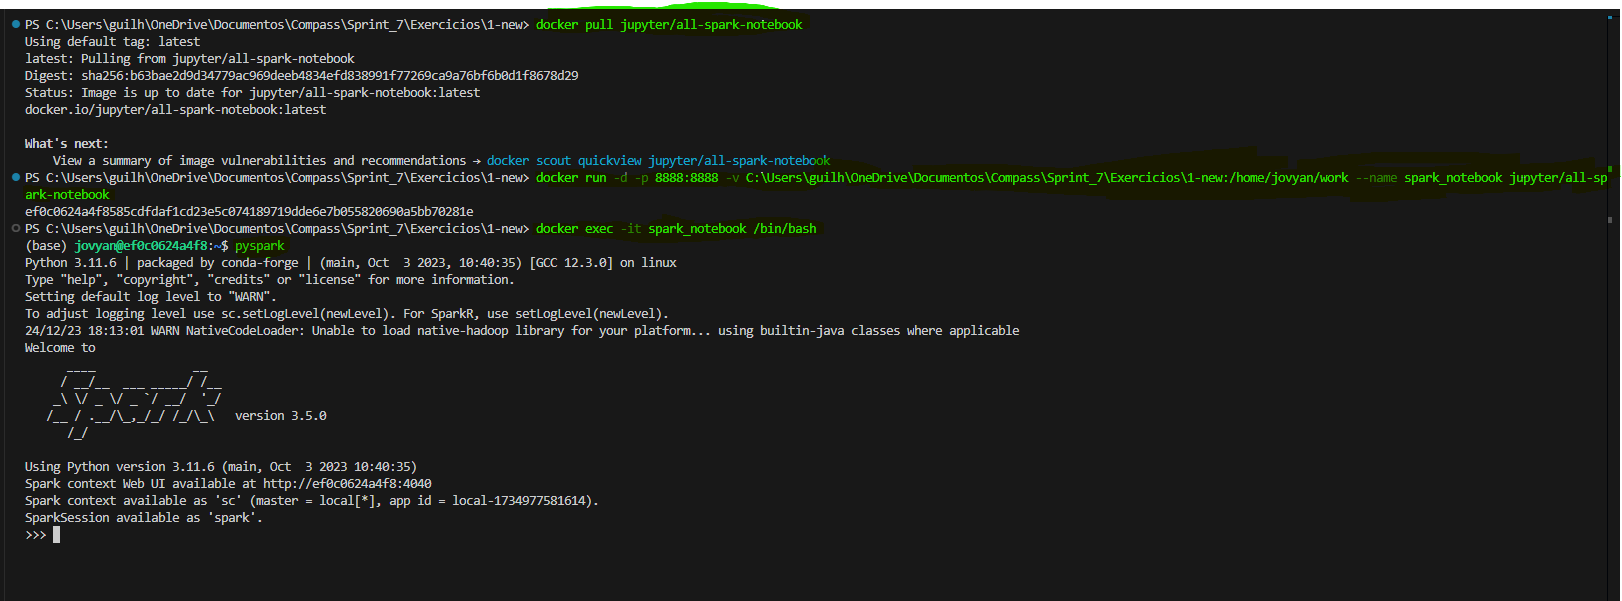 PS C:\Users\guilh\OneDrive\Documentos\Compass\Sprint_7\Exercicios\1-new> docker pull jupyter/all-spark-notebook
Using default tag: latest
latest: Pulling from jupyter/all-spark-notebook
Digest: sha256:b63bae2d9d34779ac969deeb4834efd838991f77269ca9a76bf6b0d1f8678d29
Status: Image is up to date for jupyter/all-spark-notebook:latest
docker.io/jupyter/all-spark-notebook:latest
What's next:
    View a summary of image vulnerabilities and recommendations → docker scout quickview jupyter/all-spark-notebook
PS C:\Users\guilh\OneDrive\Documentos\Compass\Sprint_7\Exercicios\1-new> docker run -d -p 8888:8888 -v C:\Users\guilh\OneDrive\Documentos\Compass\Sprint_7\Exercicios\1-new:/home/jovyan/work --name spark_notebook jupyter/all-sp
ark-notebook
ef0c0624a4f8585cdfdaf1cd23e5c074189719dde6e7b055820690a5bb70281e
PS C:\Users\guilh\OneDrive\Documentos\Compass\Sprint_7\Exercicios\1-new> docker exec -it spark_notebook /bin/bash
(base) jovyan@ef0c0624a4f8:~$ pyspark
Python 3.11.6 | packaged by conda-forge | (main, Oct  3 2023, 10:40:35) [GCC 12.3.0] on linux
Type "help", "copyright", "credits" or "license" for more information.
Setting default log level to "WARN".
To adjust logging level use sc.setLogLevel(newLevel). For SparkR, use setLogLevel(newLevel).
24/12/23 18:13:01 WARN NativeCodeLoader: Unable to load native-hadoop library for your platform... using builtin-java classes where applicable
Welcome to
      ____              __
     / __/__  ___ _____/ /__
    _\ \/ _ \/ _ `/ __/  '_/
   /__ / .__/\_,_/_/ /_/\_\   version 3.5.0
      /_/
Using Python version 3.11.6 (main, Oct  3 2023 10:40:35)
Spark context Web UI available at http://ef0c0624a4f8:4040
Spark context available as 'sc' (master = local[*], app id = local-1734977581614).
SparkSession available as 'spark'.
>>>